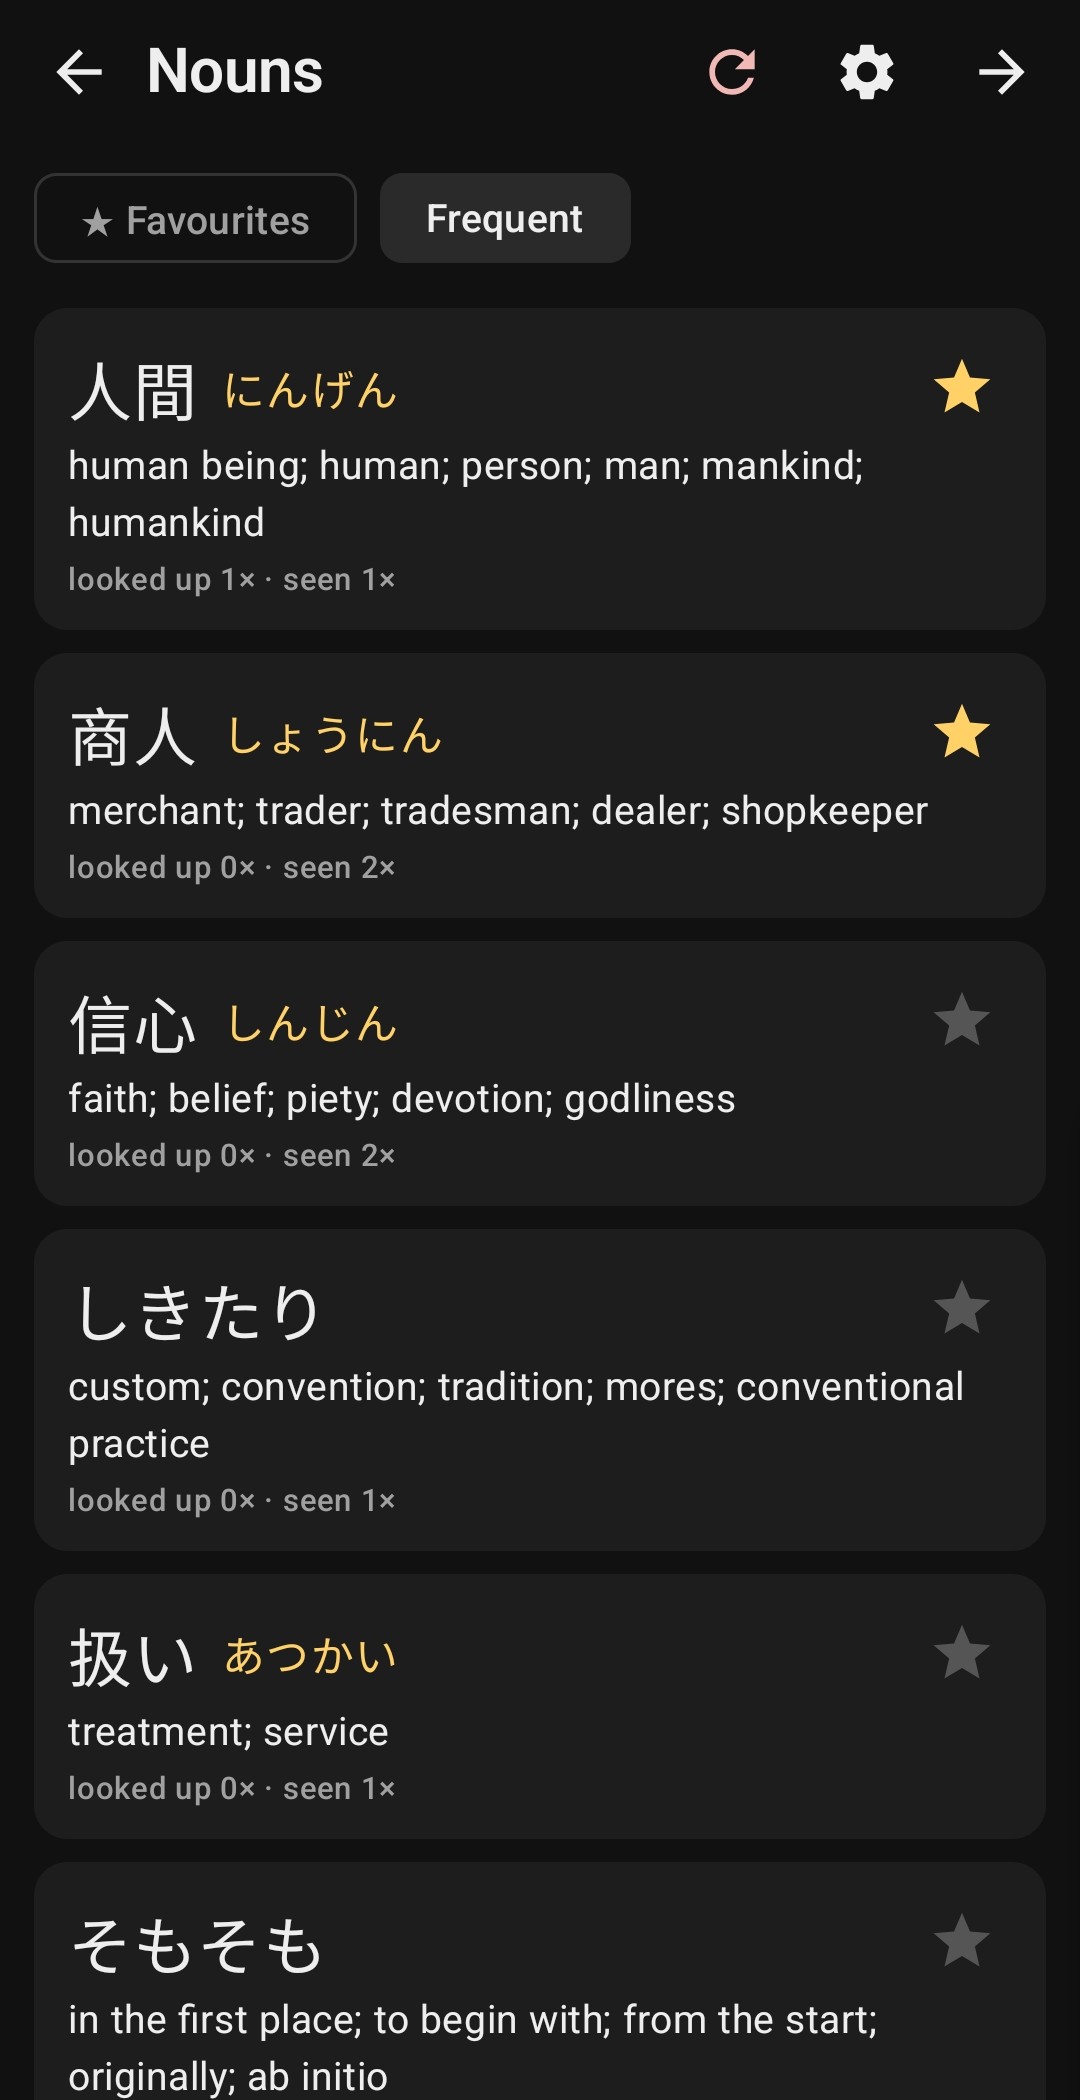 Nouns
★ Favourites
Frequent
人間 にんげん
human being; human; person; man; mankind;
humankind
looked up 1× · seen 1×
商人 しょうにん
merchant; trader; tradesman; dealer; shopkeeper
looked up 0× · seen 2×
信心 しんじん
faith; belief; piety; devotion; godliness
looked up 0× · seen 2×
しきたり
custom; convention; tradition; mores; conventional
practice
looked up 0× · seen 1×
扱い あつかい
treatment; service
looked up 0× · seen 1×
そもそも
in the first place; to begin with; from the start;
originally; ab initio